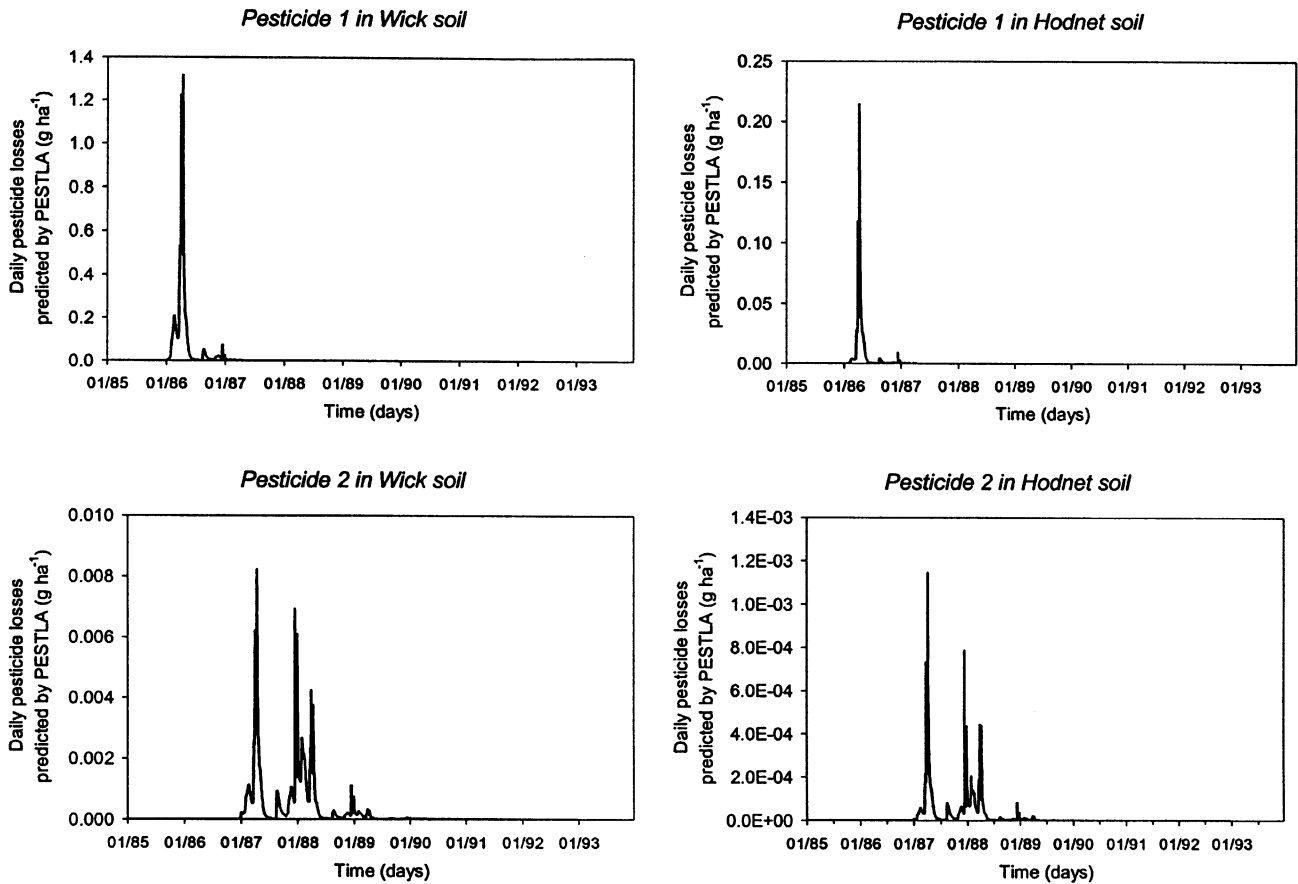 Pesticide 1 in Wick soil
Daily pesticide losses
predicted by PESTLA (g ha⁻¹)
1.4
1.2
1.0
0.8
0.6
0.4
0.2
0.0
01/85 01/86 01/87 01/88 01/89 01/90 01/91 01/92 01/93
Time (days)
Pesticide 1 in Hodnet soil
Daily pesticide losses
predicted by PESTLA (g ha⁻¹)
0.25
0.20
0.15
0.10
0.05
0.00
01/85 01/86 01/87 01/88 01/89 01/90 01/91 01/92 01/93
Time (days)
Pesticide 2 in Wick soil
Daily pesticide losses
predicted by PESTLA (g ha⁻¹)
0.010
0.008
0.006
0.004
0.002
0.000
01/85 01/86 01/87 01/88 01/89 01/90 01/91 01/92 01/93
Time (days)
Pesticide 2 in Hodnet soil
Daily pesticide losses
predicted by PESTLA (g ha⁻¹)
1.4E-03
1.2E-03
1.0E-03
8.0E-04
6.0E-04
4.0E-04
2.0E-04
0.0E+00
01/85 01/86 01/87 01/88 01/89 01/90 01/91 01/92 01/93
Time (days)